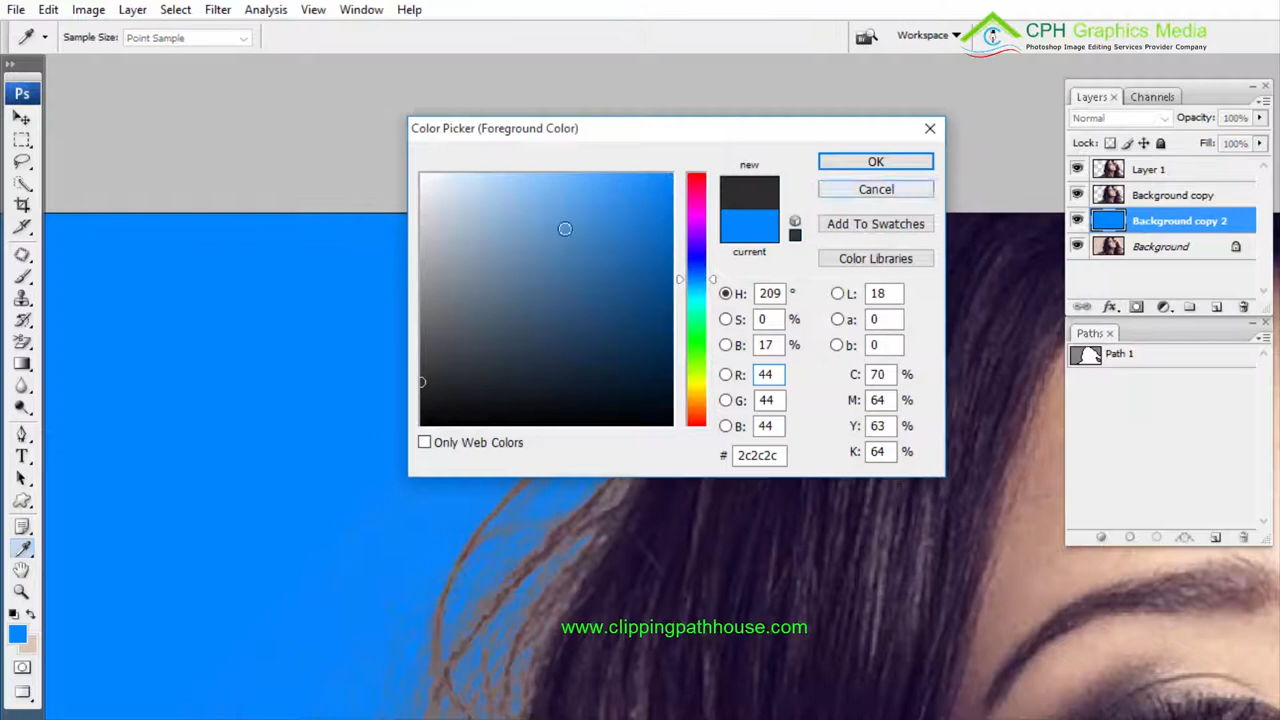 File Edit Image Layer Select Filter Analysis View Window Help
Sample Size: Point Sample
Workspace
CPH Graphics Media
Photoshop Image Editing Services Provider Company
Ps
Color Picker (Foreground Color)
new
current
OK
Cancel
Add To Swatches
Color Libraries
H: 209 °
S: 0 %
B: 17 %
R: 44
G: 44
B: 44
# 2c2c2c
L: 18
a: 0
b: 0
C: 70 %
M: 64 %
Y: 63 %
K: 64 %
Only Web Colors
Layers Channels
Normal Opacity: 100%
Lock: Fill: 100%
Layer 1
Background copy
Background copy 2
Background
Paths
Path 1
www.clippingpathhouse.com